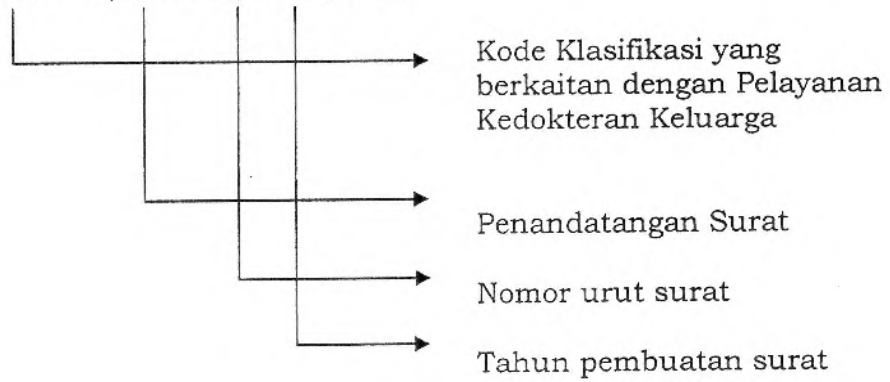 Kode Klasifikasi yang
berkaitan dengan Pelayanan
Kedokteran Keluarga
Penandatangan Surat
Nomor urut surat
Tahun pembuatan surat